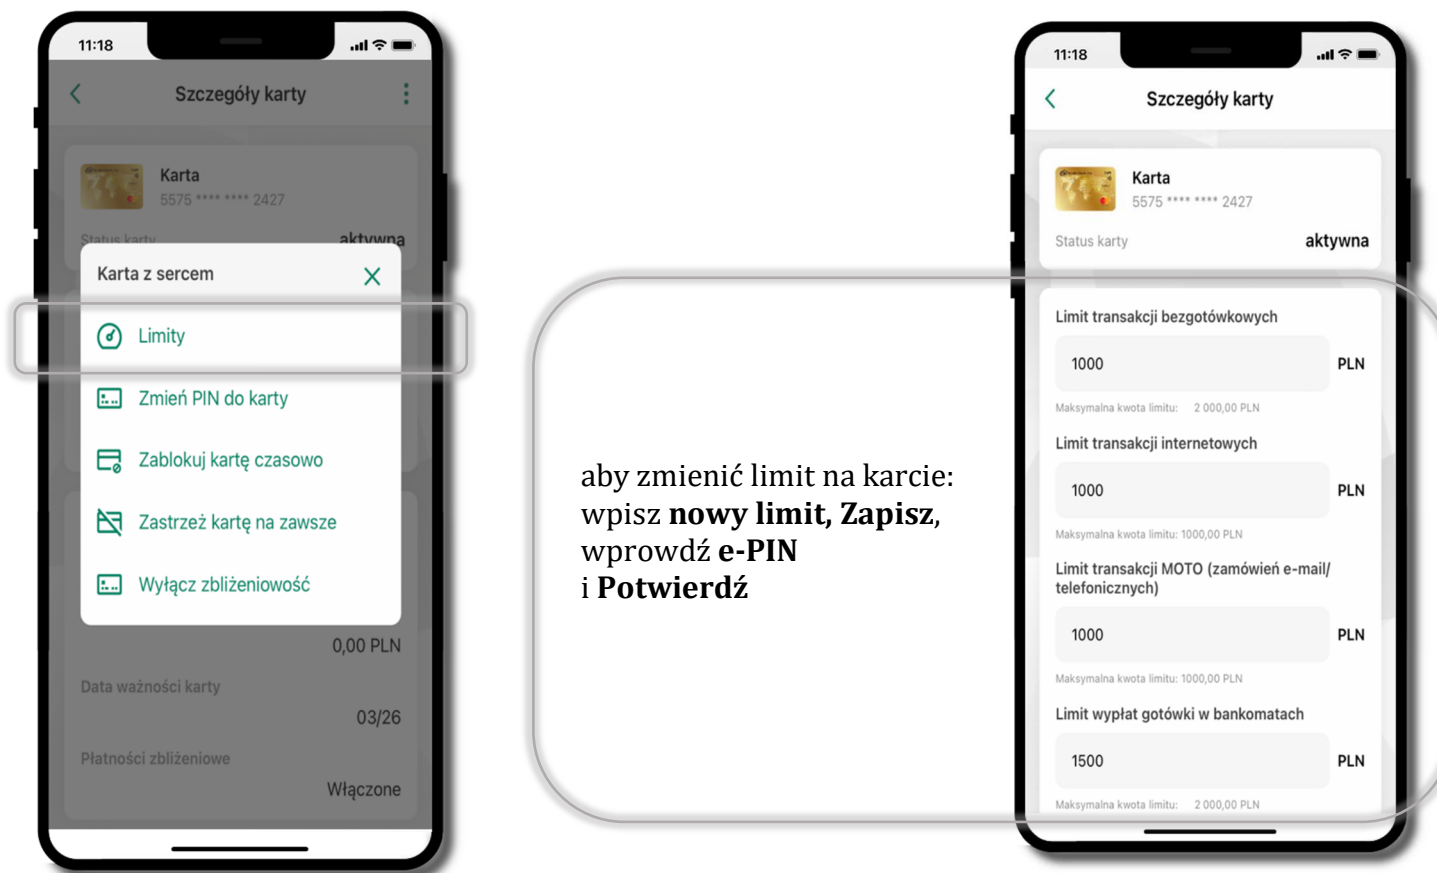 11:18
Szczegóły karty
Karta
5575 **** **** 2427
Status karty
aktywna
Karta z sercem
Limity
Zmień PIN do karty
Zablokuj kartę czasowo
Zastrzeż kartę na zawsze
Wyłącz zbliżeniowość
0,00 PLN
Data ważności karty
03/26
Płatności zbliżeniowe
Włączone
aby zmienić limit na karcie:
wpisz nowy limit, Zapisz,
wprowdź e-PIN
i Potwierdź
11:18
Szczegóły karty
Karta
5575 **** **** 2427
Status karty
aktywna
Limit transakcji bezgotówkowych
1000 PLN
Maksymalna kwota limitu: 2 000,00 PLN
Limit transakcji internetowych
1000 PLN
Maksymalna kwota limitu: 1000,00 PLN
Limit transakcji MOTO (zamówień e-mail/
telefonicznych)
1000 PLN
Maksymalna kwota limitu: 1000,00 PLN
Limit wypłat gotówki w bankomatach
1500 PLN
Maksymalna kwota limitu: 2 000,00 PLN